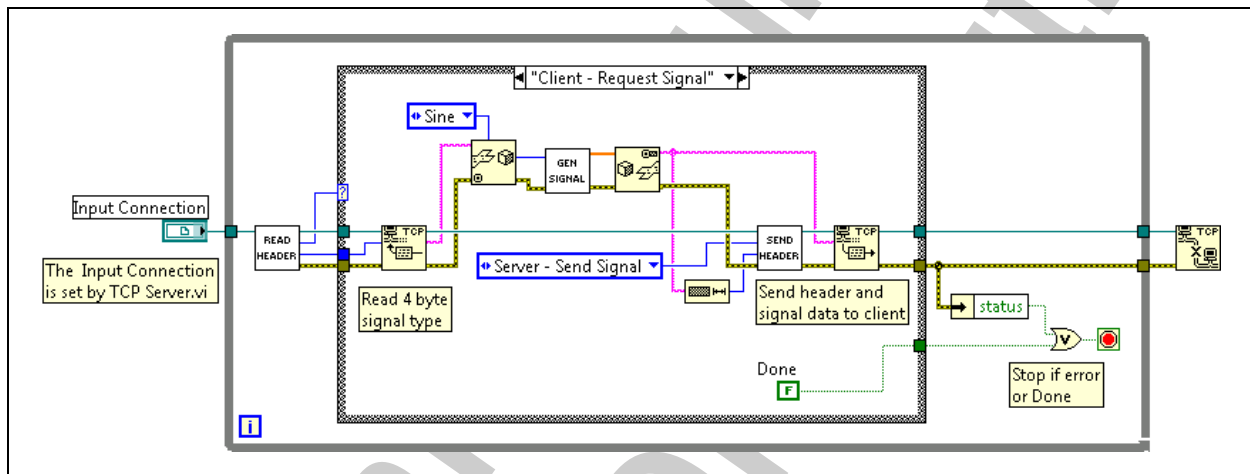 "Client - Request Signal"
Sine
GEN
SIGNAL
?
Input Connection
READ
HEADER
TCP
SEND
HEADER
TCP
TCP
The Input Connection
is set by TCP Server.vi
Server - Send Signal
Read 4 byte
signal type
Send header and
signal data to client
status
V
Done
F
Stop if error
or Done
i